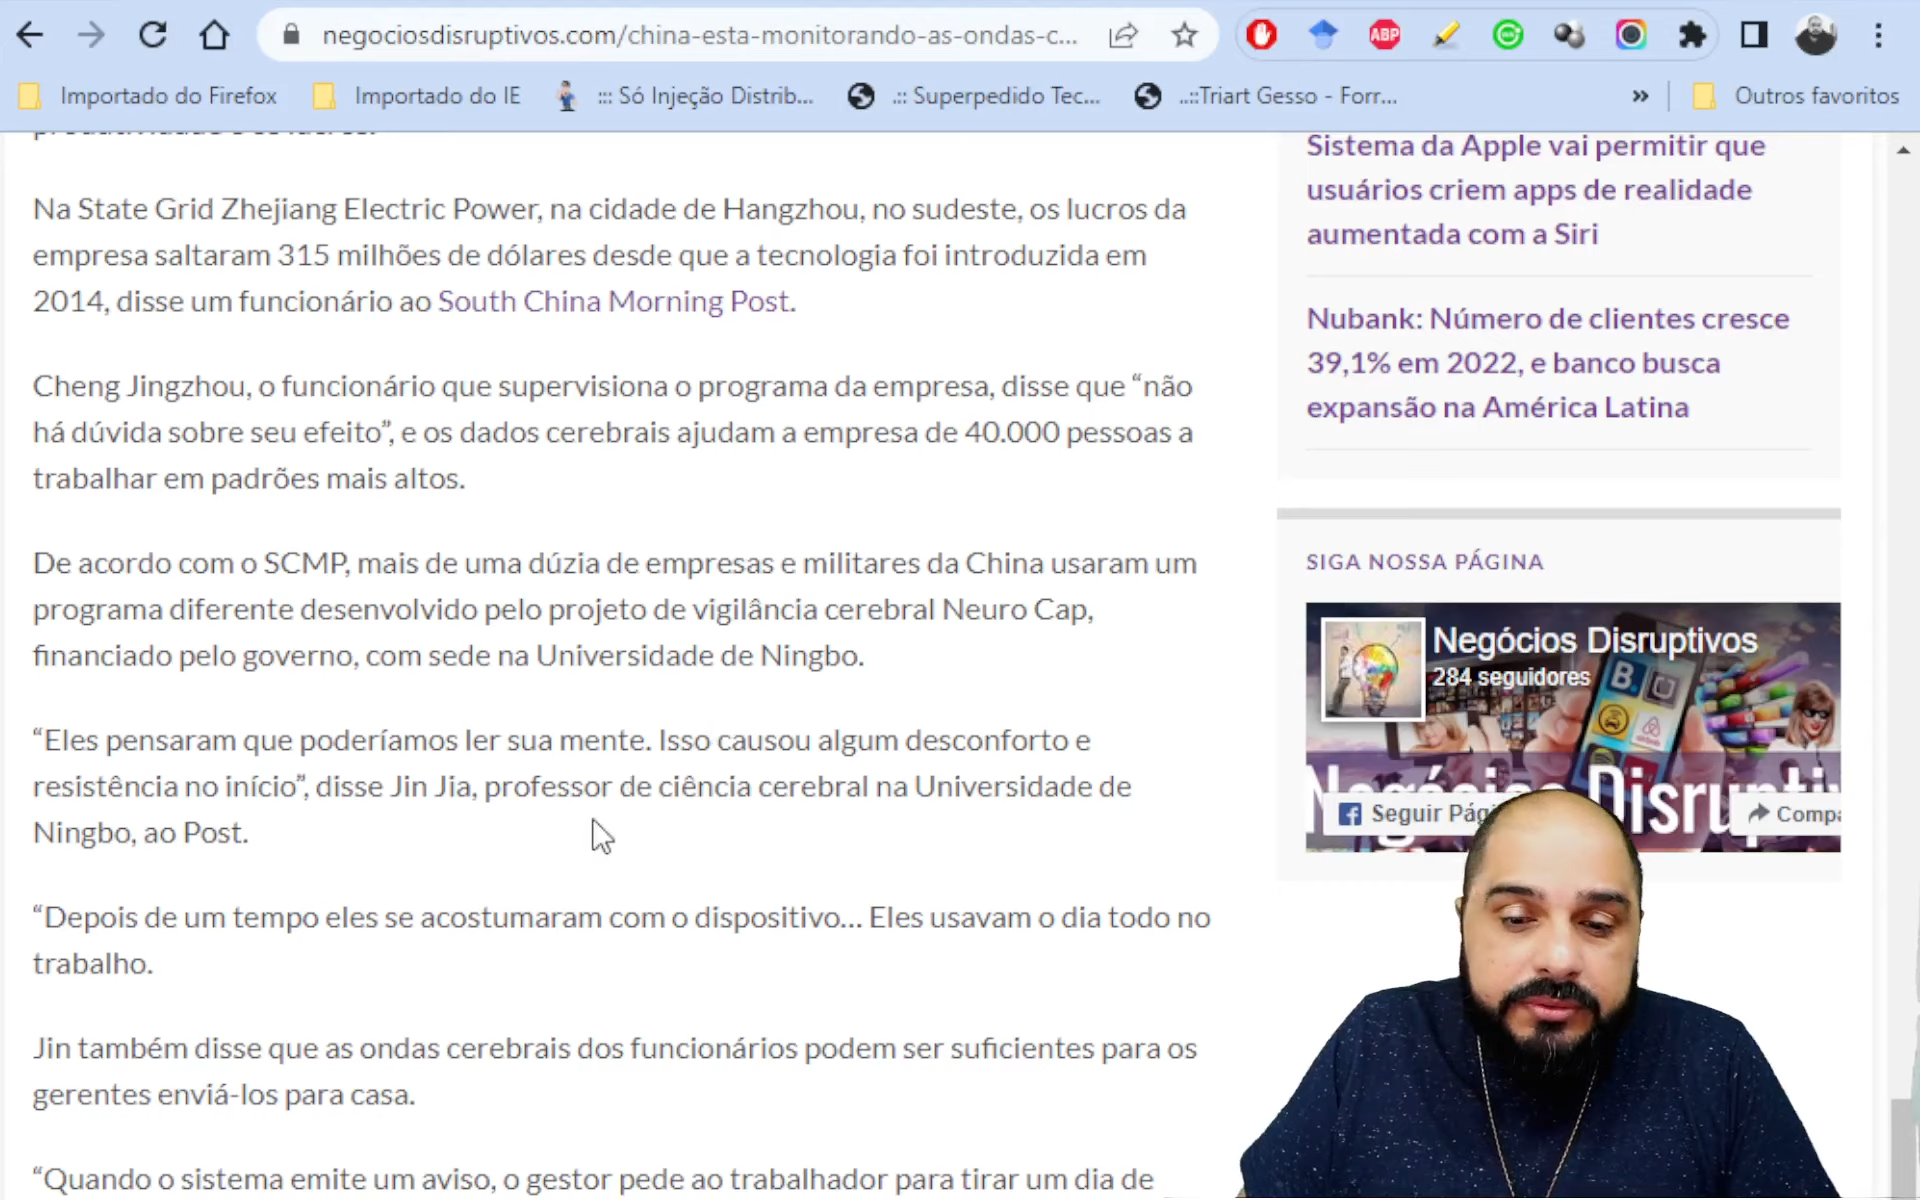 negociosdisruptivos.com/china-esta-monitorando-as-ondas-c...
ABP
Importado do Firefox
Importado do IE
::: Só Injeção Distrib...
.:: Superpedido Tec...
..::Triart Gesso - Forr...
»
Outros favoritos
Na State Grid Zhejiang Electric Power, na cidade de Hangzhou, no sudeste, os lucros da
empresa saltaram 315 milhões de dólares desde que a tecnologia foi introduzida em
2014, disse um funcionário ao South China Morning Post.
Cheng Jingzhou, o funcionário que supervisiona o programa da empresa, disse que “não
há dúvida sobre seu efeito”, e os dados cerebrais ajudam a empresa de 40.000 pessoas a
trabalhar em padrões mais altos.
De acordo com o SCMP, mais de uma dúzia de empresas e militares da China usaram um
programa diferente desenvolvido pelo projeto de vigilância cerebral Neuro Cap,
financiado pelo governo, com sede na Universidade de Ningbo.
“Eles pensaram que poderíamos ler sua mente. Isso causou algum desconforto e
resistência no início”, disse Jin Jia, professor de ciência cerebral na Universidade de
Ningbo, ao Post.
“Depois de um tempo eles se acostumaram com o dispositivo... Eles usavam o dia todo no
trabalho.
Jin também disse que as ondas cerebrais dos funcionários podem ser suficientes para os
gerentes enviá-los para casa.
“Quando o sistema emite um aviso, o gestor pede ao trabalhador para tirar um dia de
Sistema da Apple vai permitir que
usuários criem apps de realidade
aumentada com a Siri
Nubank: Número de clientes cresce
39,1% em 2022, e banco busca
expansão na América Latina
SIGA NOSSA PÁGINA
Negócios Disruptivos
284 seguidores
B.
Negócios Disruptiv
Seguir Pág
Compa